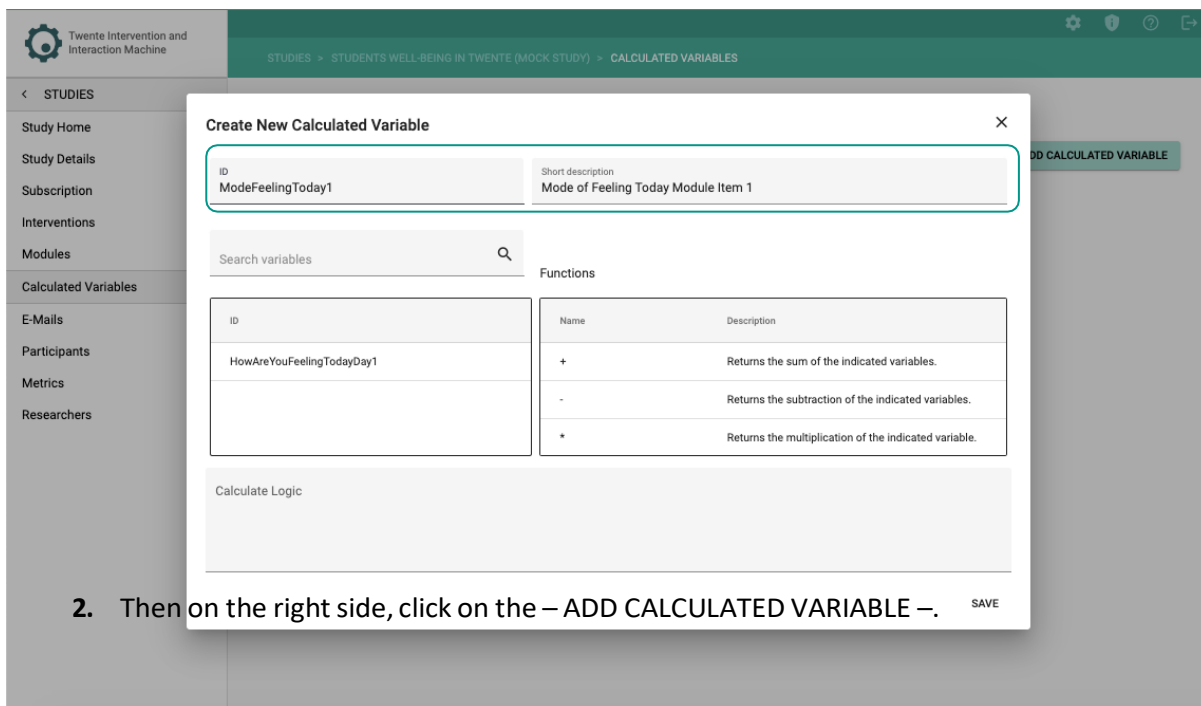 Twente Intervention and
Interaction Machine
STUDIES > STUDENTS WELL-BEING IN TWENTE (MOCK STUDY) > CALCULATED VARIABLES
< STUDIES
Study Home
Study Details
Subscription
Interventions
Modules
Calculated Variables
E-Mails
Participants
Metrics
Researchers
DD CALCULATED VARIABLE
Create New Calculated Variable
ID
ModeFeelingToday1
Short description
Mode of Feeling Today Module Item 1
Search variables
Functions
ID
HowAreYouFeelingTodayDay1
Name Description
+ Returns the sum of the indicated variables.
- Returns the subtraction of the indicated variables.
* Returns the multiplication of the indicated variable.
Calculate Logic
2. Then on the right side, click on the – ADD CALCULATED VARIABLE –.
SAVE